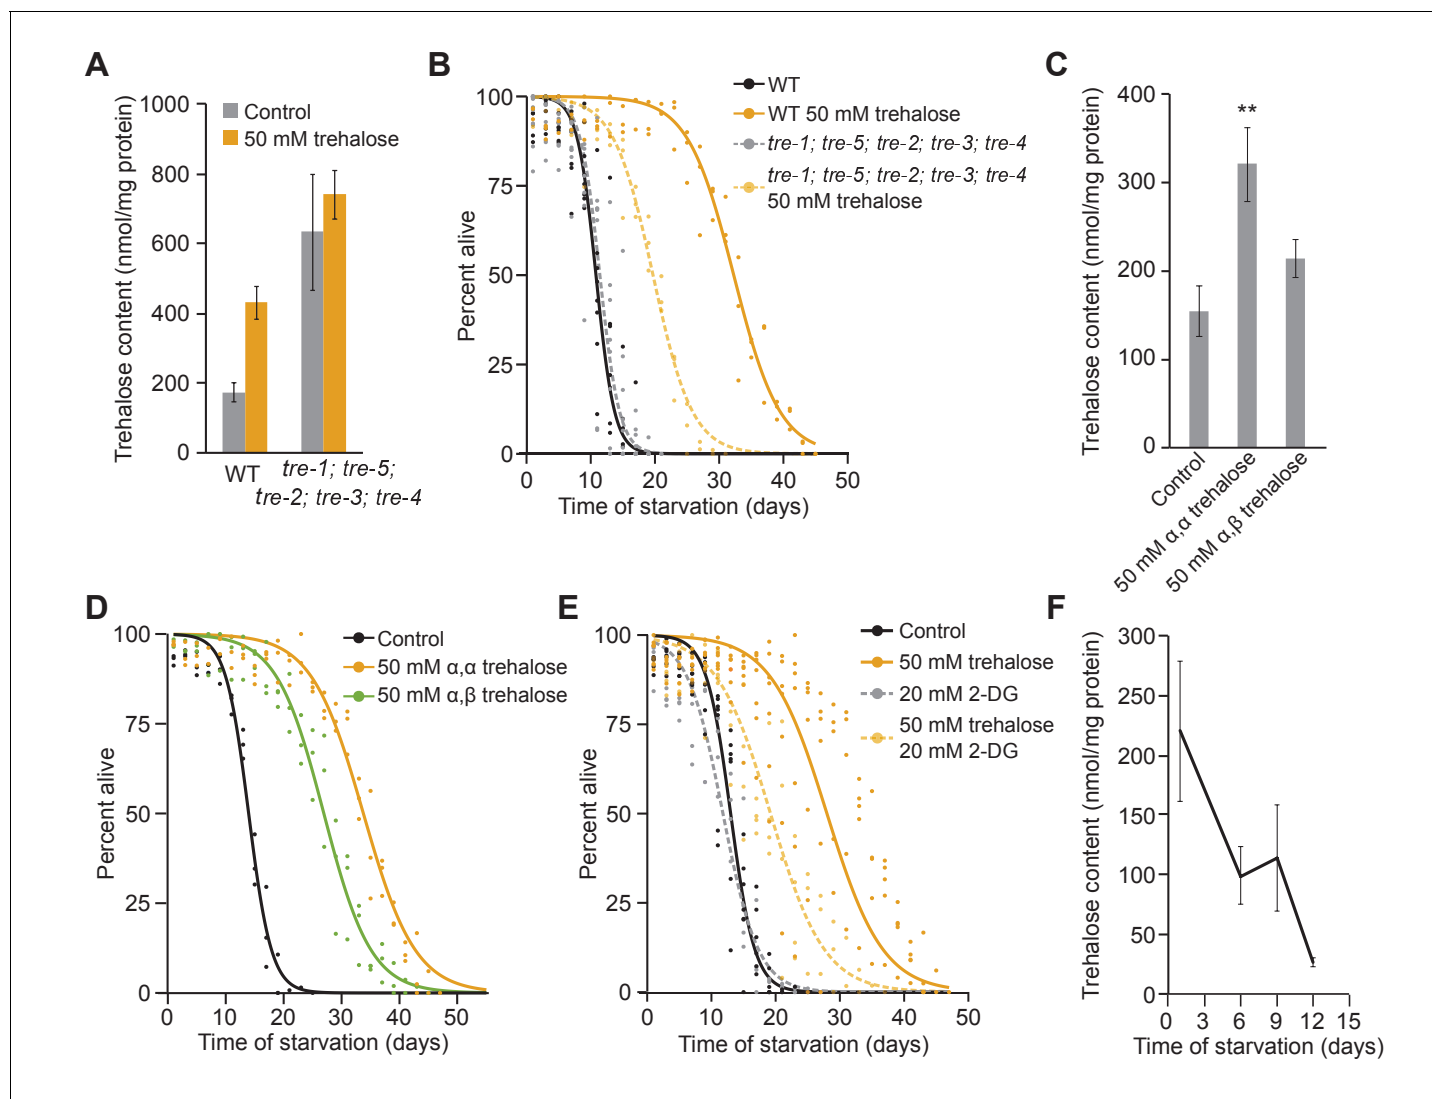 A
Trehalose content (nmol/mg protein)
1000
800
600
400
200
0
Control
50 mM trehalose
WT
tre-1; tre-5;
tre-2; tre-3; tre-4
B
Percent alive
100
75
50
25
0
WT
WT 50 mM trehalose
tre-1; tre-5; tre-2; tre-3; tre-4
tre-1; tre-5; tre-2; tre-3; tre-4
50 mM trehalose
0 10 20 30 40 50
Time of starvation (days)
C
Trehalose content (nmol/mg protein)
400
300
200
100
0
**
Control
50 mM α,α trehalose
50 mM α,β trehalose
D
Percent alive
100
75
50
25
0
Control
50 mM α,α trehalose
50 mM α,β trehalose
0 10 20 30 40 50
Time of starvation (days)
E
Percent alive
100
75
50
25
0
Control
50 mM trehalose
20 mM 2-DG
50 mM trehalose
20 mM 2-DG
0 10 20 30 40 50
Time of starvation (days)
F
Trehalose content (nmol/mg protein)
300
250
200
150
100
50
0
0 3 6 9 12 15
Time of starvation (days)